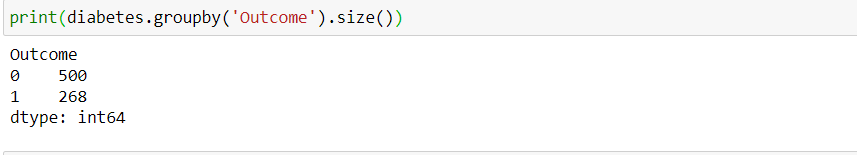 print(diabetes.groupby('Outcome').size())
Outcome
0    500
1    268
dtype: int64